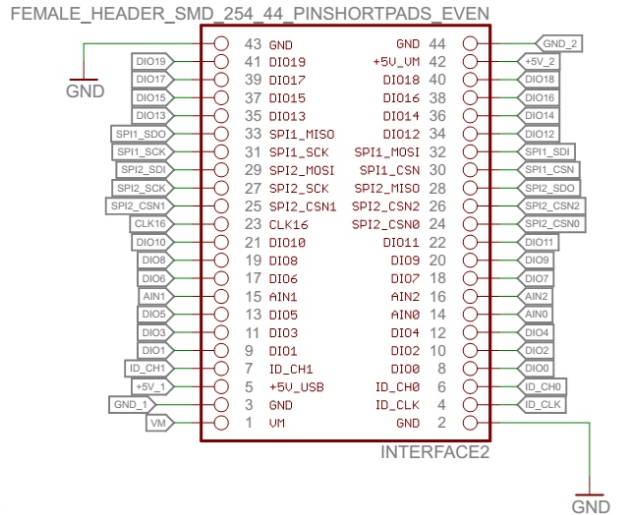 FEMALE_HEADER_SMD_254_44_PINSHORTPADS_EVEN
43 GND GND 44 GND_2
DIO19 41 DIO19 +5V_VM 42 +5V_2
DIO17 39 DIO17 DIO18 40 DIO18
GND
DIO15 37 DIO15 DIO16 38 DIO16
DIO13 35 DIO13 DIO14 36 DIO14
SPI1_SDO 33 SPI1_MISO DIO12 34 DIO12
SPI1_SCK 31 SPI1_SCK SPI1_MOSI 32 SPI1_SDI
SPI2_SDI 29 SPI2_MOSI SPI1_CSN 30 SPI1_CSN
SPI2_SCK 27 SPI2_SCK SPI2_MISO 28 SPI2_SDO
SPI2_CSN1 25 SPI2_CSN1 SPI2_CSN2 26 SPI2_CSN2
CLK16 23 CLK16 SPI2_CSN0 24 SPI2_CSN0
DIO10 21 DIO10 DIO11 22 DIO11
DIO8 19 DIO8 DIO9 20 DIO9
DIO6 17 DIO6 DIO7 18 DIO7
AIN1 15 AIN1 AIN2 16 AIN2
DIO5 13 DIO5 AIN0 14 AIN0
DIO3 11 DIO3 DIO4 12 DIO4
DIO1 9 DIO1 DIO2 10 DIO2
ID_CH1 7 ID_CH1 DIO0 8 DIO0
+5V_1 5 +5V_USB ID_CH0 6 ID_CH0
GND_1 3 GND ID_CLK 4 ID_CLK
VM 1 VM GND 2
INTERFACE2
GND